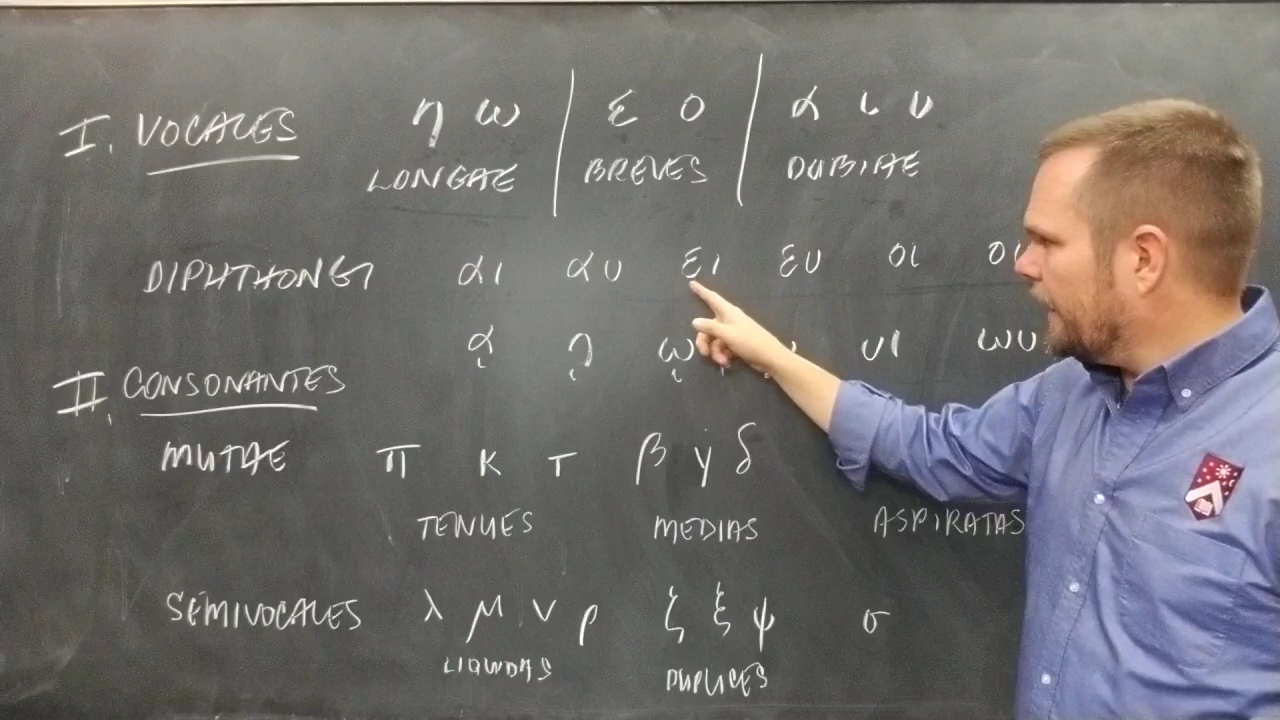 I. VOCALES η ω | ε ο | α ι υ
LONGAE BREVES DUBIAE
DIPHTHONGI αι αυ ει ευ οι
ᾳ ῃ ῳ υι ωυ
II. CONSONANTES
MUTAE π κ τ β γ δ
TENUES MEDIAS ASPIRATAS
SEMIVOCALES λ μ ν ρ ζ ξ ψ σ
LIQUIDAS DUPLICES